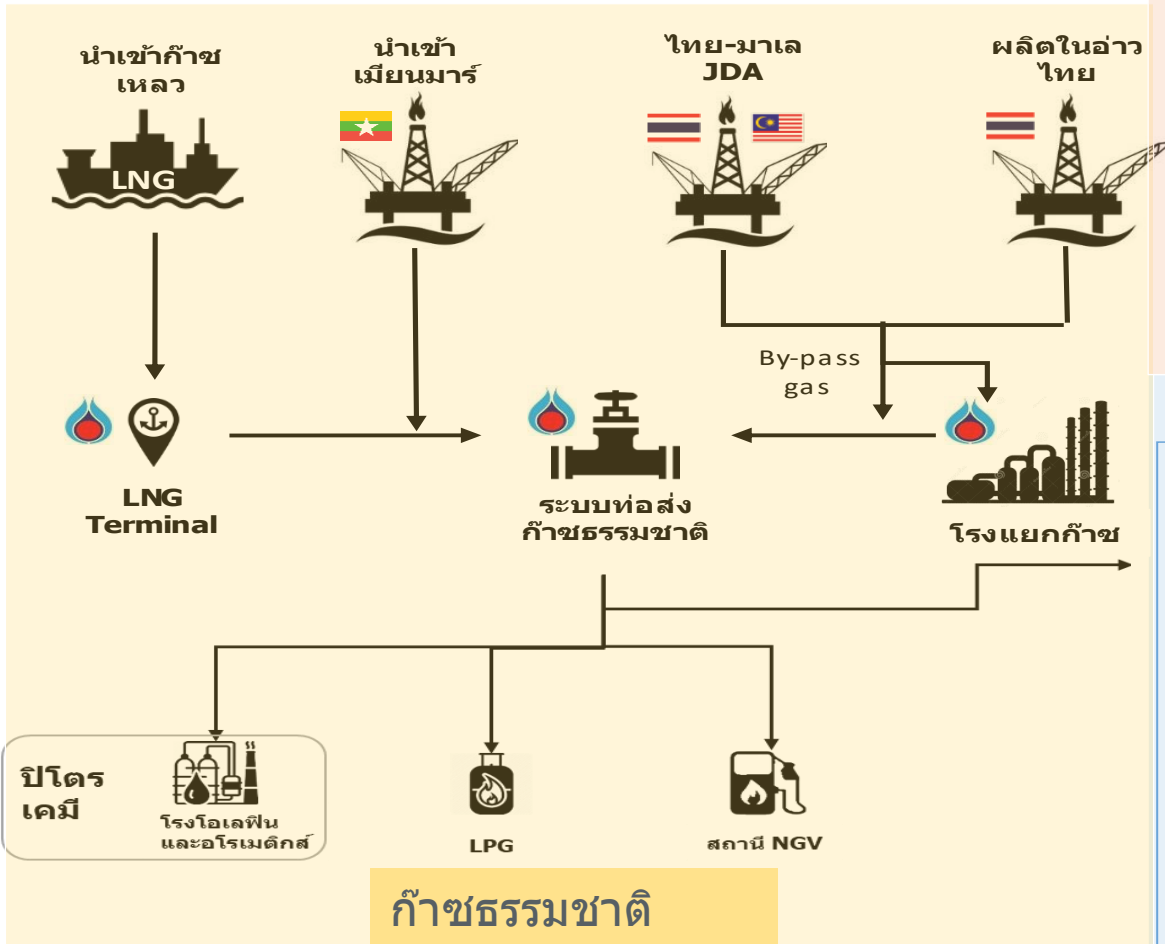 นำเข้าก๊าซ
เหลว
นำเข้า
เมียนมาร์
ไทย-มาเล
JDA
ผลิตในอ่าว
ไทย
LNG
By-pass
gas
LNG
Terminal
ระบบท่อส่ง
ก๊าซธรรมชาติ
โรงแยกก๊าซ
ปิโตร
เคมี
โรงโอเลฟิน
และอโรเมติกส์
LPG
สถานี NGV
ก๊าซธรรมชาติ